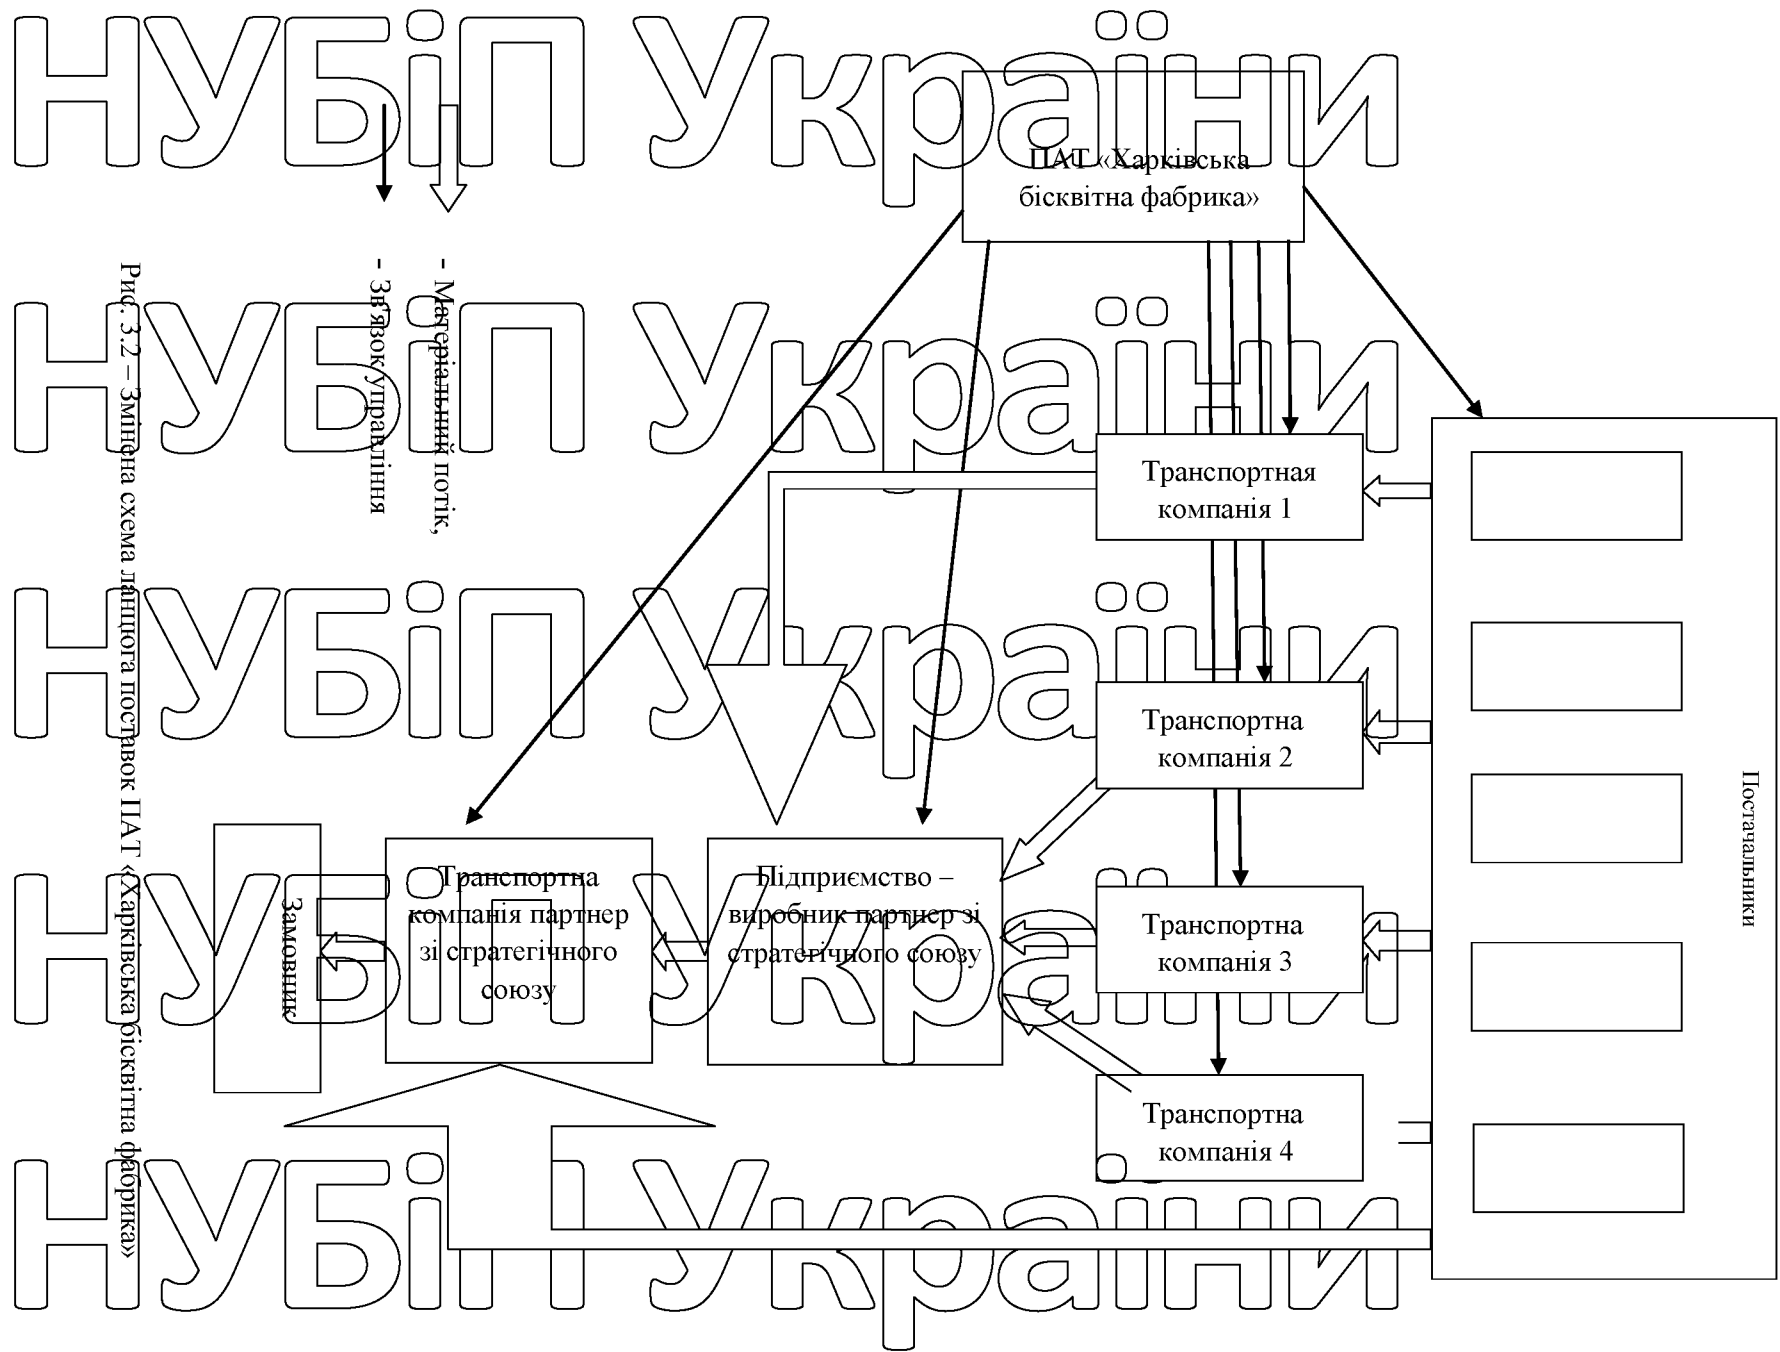 НУБіП України
ПАТ «Харківська
бісквітна фабрика»
- Матеріальний потік,
- Зв'язок управління
НУБіП України
Транспортная
компанія 1
НУБіП України
Транспортна
компанія 2
Постачальники
НУБіП України
Замовник
Транспортна
компанія партнер
зі стратегічного
союзу
Підприємство –
виробник партнер зі
стратегічного союзу
Транспортна
компанія 3
Транспортна
компанія 4
НУБіП України
Рис. 3.2 – Змінена схема ланцюга поставок ПАТ «Харківська бісквітна фабрика»